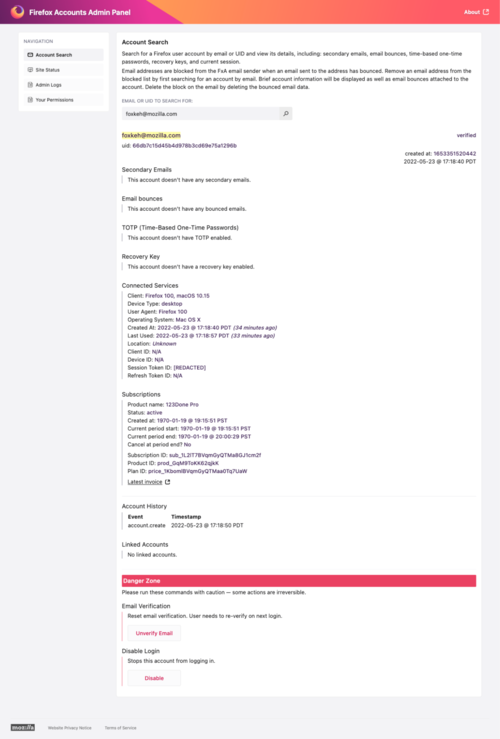 Firefox Accounts Admin Panel
About
NAVIGATION
Account Search
Site Status
Admin Logs
Your Permissions
Account Search
Search for a Firefox user account by email or UID and view its details, including: secondary emails, email bounces, time-based one-time
passwords, recovery keys, and current session.
Email addresses are blocked from the FxA email sender when an email sent to the address has bounced. Remove an email address from the
blocked list by first searching for an account by email. Brief account information will be displayed as well as email bounces attached to the
account. Delete the block on the email by deleting the bounced email data.
EMAIL OR UID TO SEARCH FOR:
foxkeh@mozilla.com
foxkeh@mozilla.com verified
uid: 66db7c15d45b4d978b3cd69e75a1296b
created at: 1653351520442
2022-05-23 @ 17:18:40 PDT
Secondary Emails
This account doesn't have any secondary emails.
Email bounces
This account doesn't have any bounced emails.
TOTP (Time-Based One-Time Passwords)
This account doesn't have TOTP enabled.
Recovery Key
This account doesn't have a recovery key enabled.
Connected Services
Client: Firefox 100, macOS 10.15
Device Type: desktop
User Agent: Firefox 100
Operating System: Mac OS X
Created At: 2022-05-23 @ 17:18:40 PDT (34 minutes ago)
Last Used: 2022-05-23 @ 17:18:57 PDT (33 minutes ago)
Location: Unknown
Client ID: N/A
Device ID: N/A
Session Token ID: [REDACTED]
Refresh Token ID: N/A
Subscriptions
Product name: 123Done Pro
Status: active
Created at: 1970-01-19 @ 19:15:51 PST
Current period start: 1970-01-19 @ 19:15:51 PST
Current period end: 1970-01-19 @ 20:00:29 PST
Cancel at period end? No
Subscription ID: sub_1L2IT7BVqmGyQTMa8GJ1cm2f
Product ID: prod_GqM9ToKK62qjkK
Plan ID: price_1KbomlBVqmGyQTMaa0Tq7UaW
Latest invoice
Account History
Event Timestamp
account.create 2022-05-23 @ 17:18:50 PDT
Linked Accounts
No linked accounts.
Danger Zone
Please run these commands with caution — some actions are irreversible.
Email Verification
Reset email verification. User needs to re-verify on next login.
Unverify Email
Disable Login
Stops this account from logging in.
Disable
moz://a
Website Privacy Notice
Terms of Service